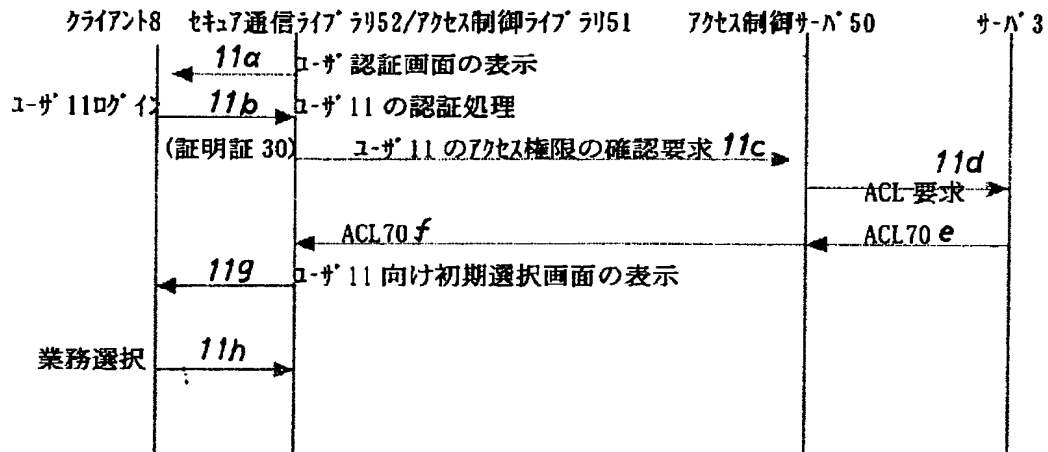 クライアント8 セキュア通信ライブラリ52/アクセス制御ライブラリ51 アクセス制御サーバ50 サーバ3
11a ユーザ認証画面の表示
ユーザ11ログイン 11b ユーザ11の認証処理
(証明証30) ユーザ11のアクセス権限の確認要求 11c
11d
ACL要求
ACL70 f ACL70 e
11g ユーザ11向け初期選択画面の表示
業務選択 11h